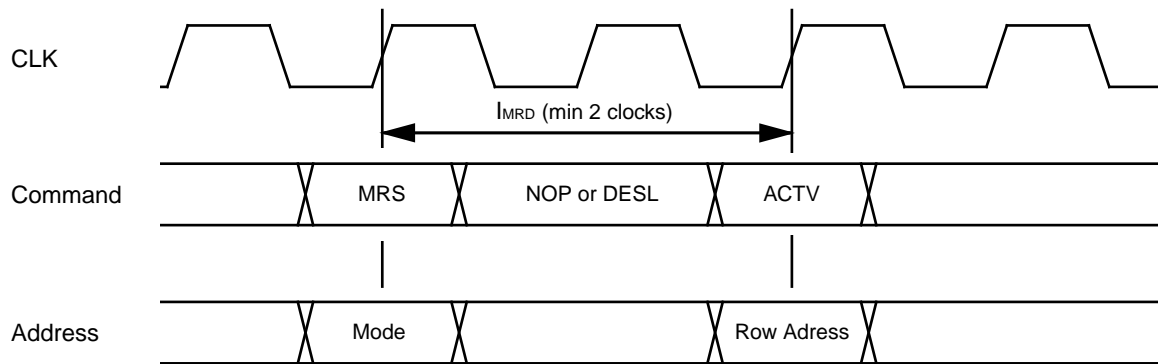 CLK
IMRD (min 2 clocks)
Command MRS NOP or DESL ACTV
Address Mode Row Adress